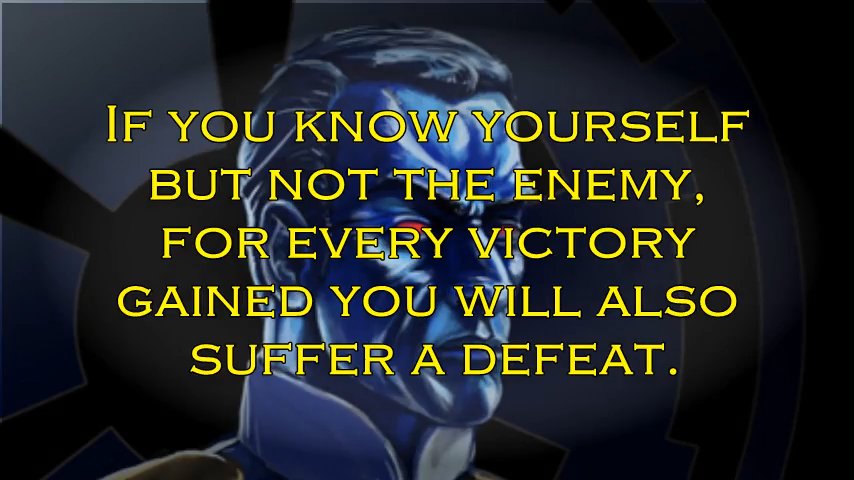 If you know yourself
but not the enemy,
for every victory
gained you will also
suffer a defeat.